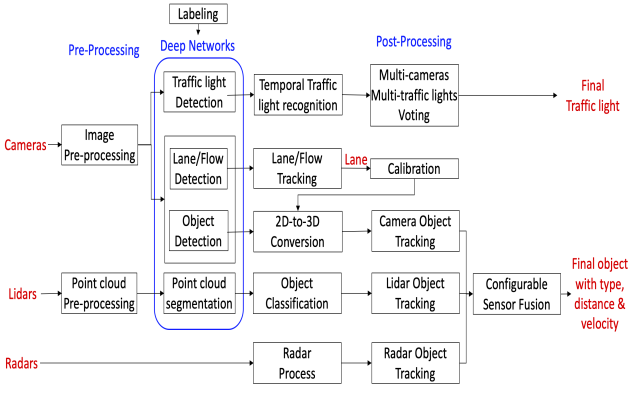 Labeling
Pre-Processing
Deep Networks
Post-Processing
Traffic light
Detection
Temporal Traffic
light recognition
Multi-cameras
Multi-traffic lights
Voting
Final
Traffic light
Cameras
Image
Pre-processing
Lane/Flow
Detection
Lane/Flow
Tracking
Lane
Calibration
Object
Detection
2D-to-3D
Conversion
Camera Object
Tracking
Lidars
Point cloud
Pre-processing
Point cloud
segmentation
Object
Classification
Lidar Object
Tracking
Configurable
Sensor Fusion
Final object
with type,
distance &
velocity
Radars
Radar
Process
Radar Object
Tracking